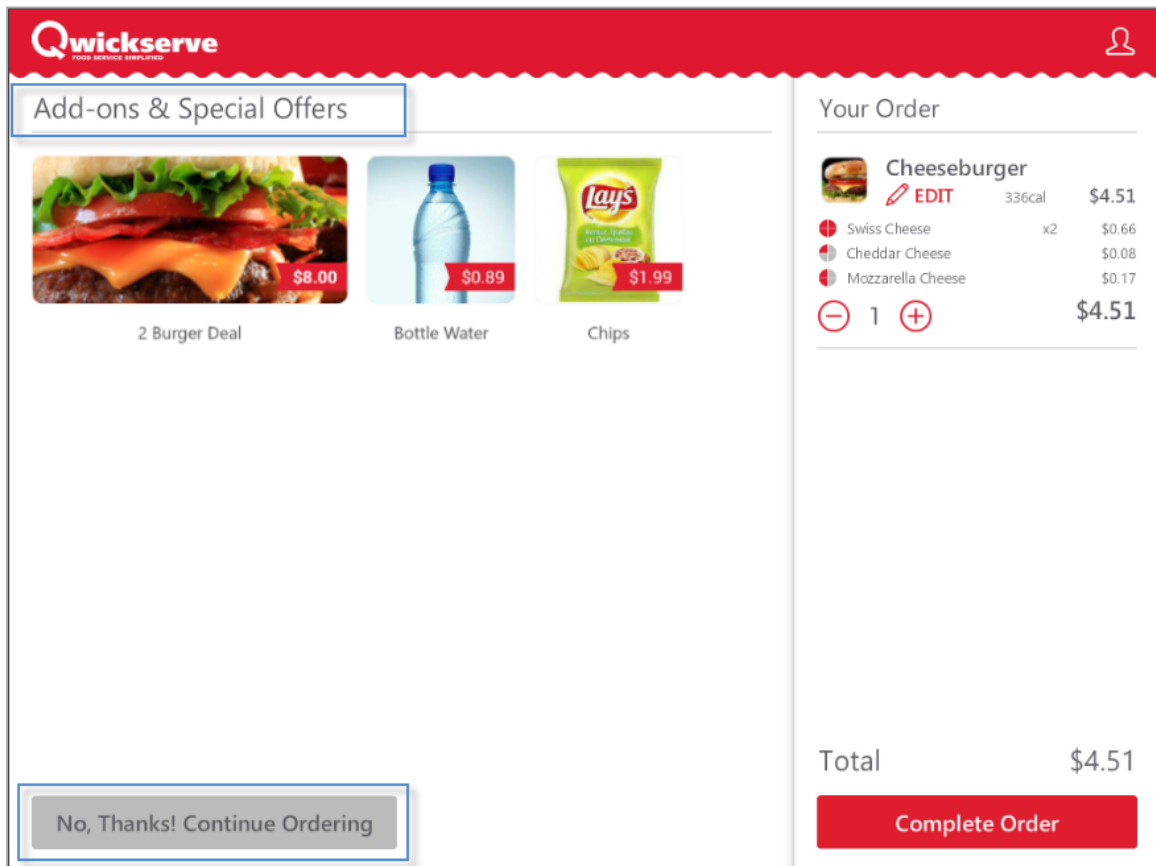 Qwickserve
FOOD SERVICE SIMPLIFIED
Add-ons & Special Offers
Lay's
$8.00
$0.89
$1.99
2 Burger Deal
Bottle Water
Chips
No, Thanks! Continue Ordering
Your Order
Cheeseburger
EDIT 336cal $4.51
Swiss Cheese x2 $0.66
Cheddar Cheese $0.08
Mozzarella Cheese $0.17
1 $4.51
Total $4.51
Complete Order